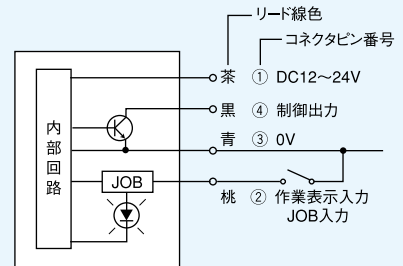 リード線色
コネクタピン番号
茶 ① DC12～24V
黒 ④ 制御出力
青 ③ 0V
桃 ② 作業表示入力
JOB入力
内部回路
JOB